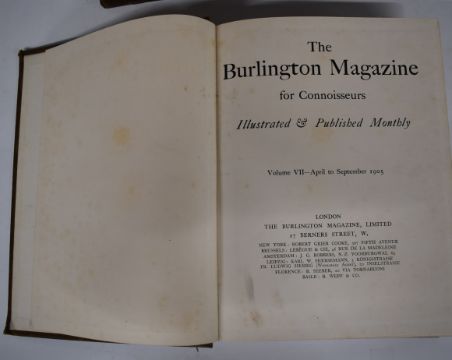 The
Burlington Magazine
for Connoisseurs
Illustrated & Published Monthly
Volume VII—April to September 1905
LONDON
THE BURLINGTON MAGAZINE, LIMITED
17 BERNERS STREET, W.
NEW YORK: ROBERT GRIER COOKE, 307 FIFTH AVENUE
BRUSSELS: LEBÈGUE & CIE, 46 RUE DE LA MADELEINE
AMSTERDAM: J. G. ROBBERS, N. Z. VOORBURGWAL 64
LEIPZIG: KARL W. HIERSEMANN, 3 KÖNIGSSTRASSE
FLORENCE: B. SEEBER, 20 VIA TORNABUONI
BASLE: B. WEPF & CO.